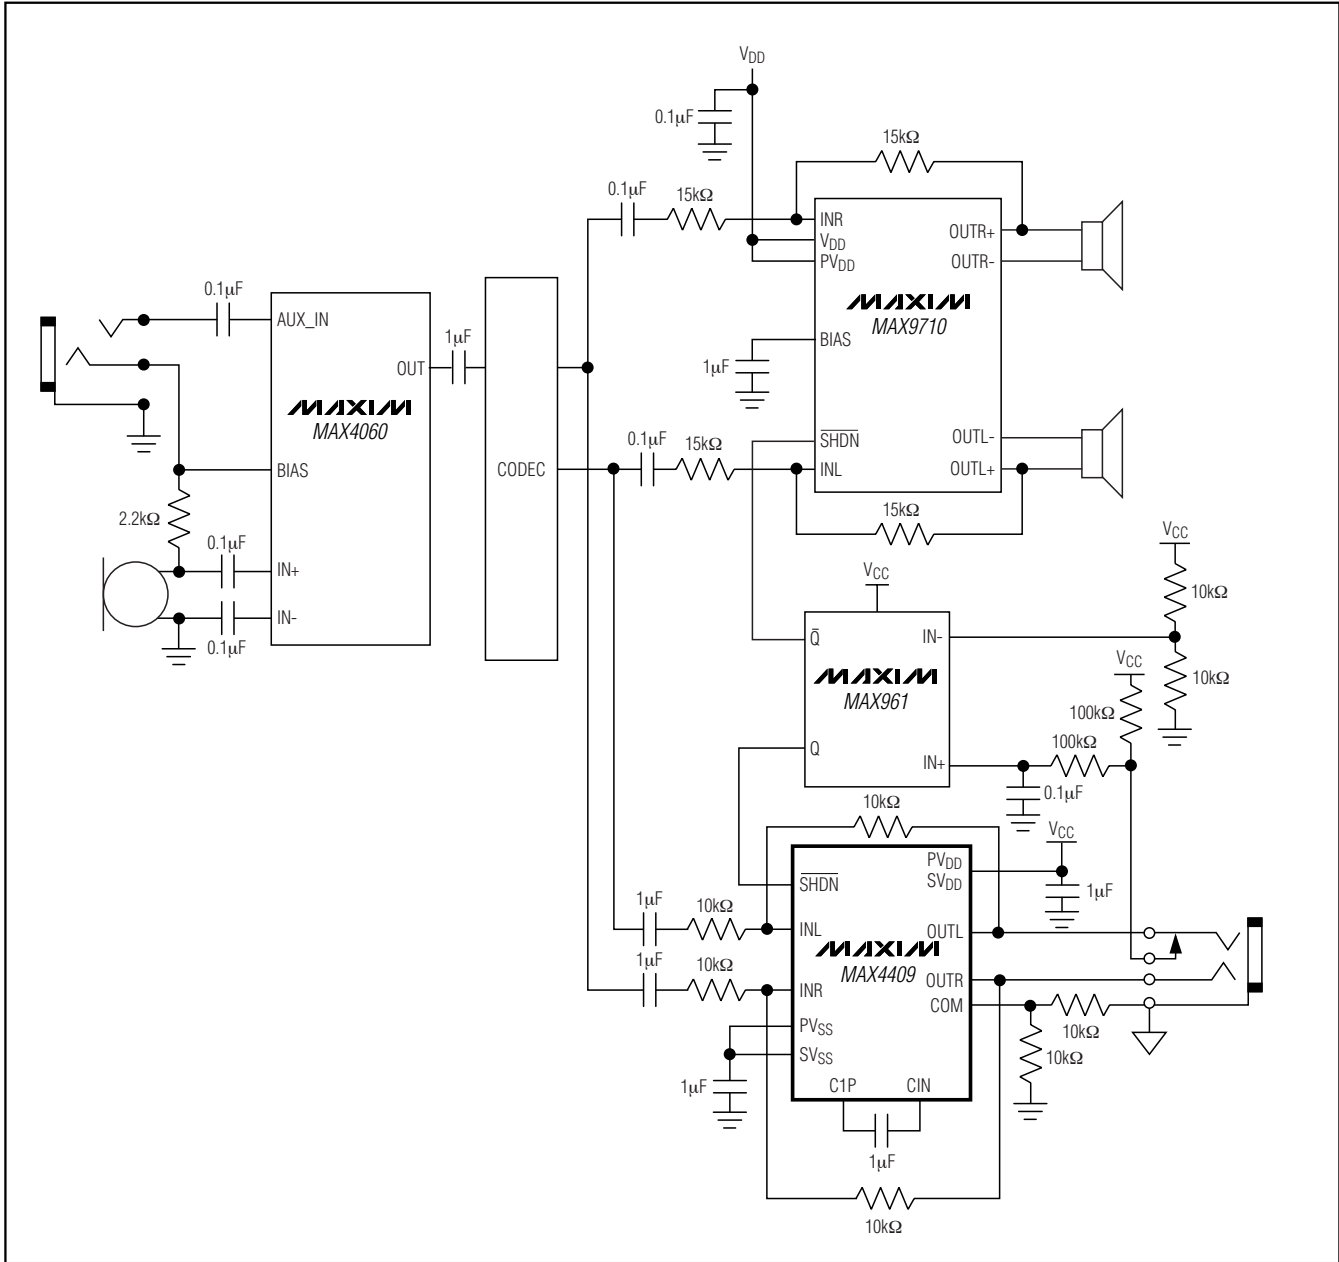 VDD
0.1µF
15kΩ
0.1µF
15kΩ
INR
VDD
PVDD
OUTR+
OUTR-
MAXIM
MAX9710
BIAS
1µF
SHDN
INL
OUTL-
OUTL+
0.1µF
15kΩ
15kΩ
0.1µF
AUX_IN
OUT
1µF
MAXIM
MAX4060
BIAS
2.2kΩ
0.1µF
IN+
IN-
0.1µF
CODEC
VCC
10kΩ
10kΩ
VCC
Q̅
IN-
MAXIM
MAX961
Q
IN+
VCC
100kΩ
100kΩ
0.1µF
10kΩ
VCC
1µF
PVDD
SVDD
SHDN
1µF
10kΩ
INL
OUTL
MAXIM
MAX4409
1µF
10kΩ
INR
OUTR
COM
10kΩ
10kΩ
PVSS
SVSS
1µF
C1P
CIN
1µF
10kΩ